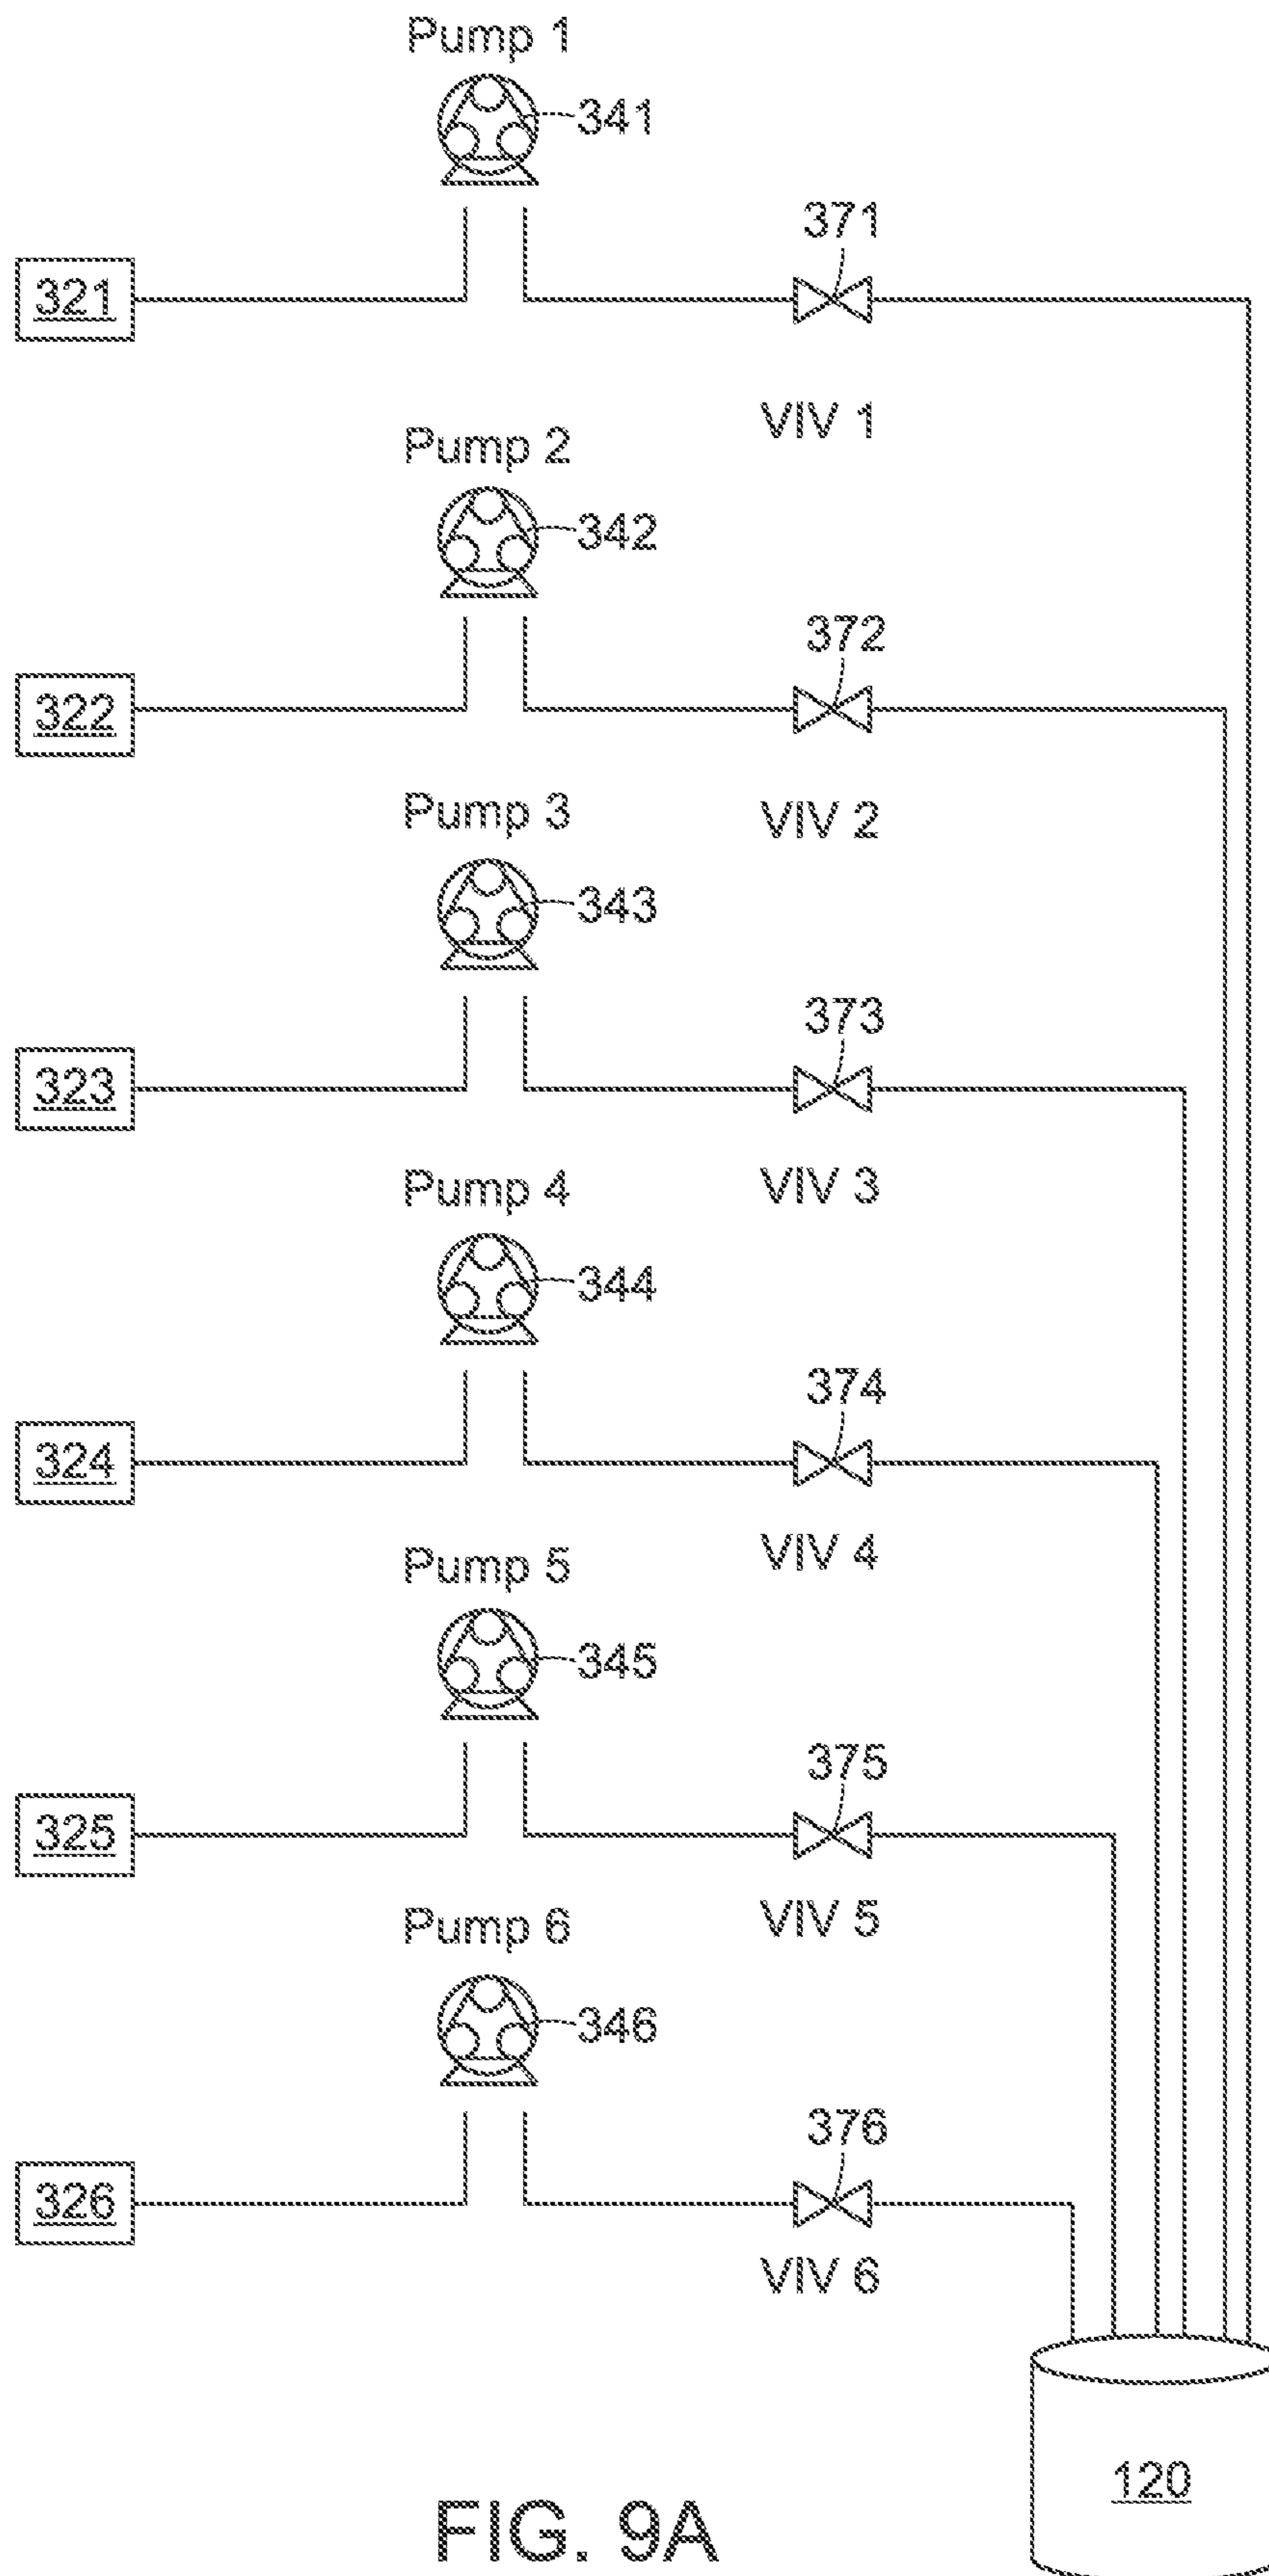 Pump 1
341
371
321
VIV 1
Pump 2
342
372
322
Pump 3
VIV 2
343
373
323
Pump 4
VIV 3
344
374
324
VIV 4
Pump 5
345
375
325
VIV 5
Pump 6
346
376
326
VIV 6
120
FIG. 9A